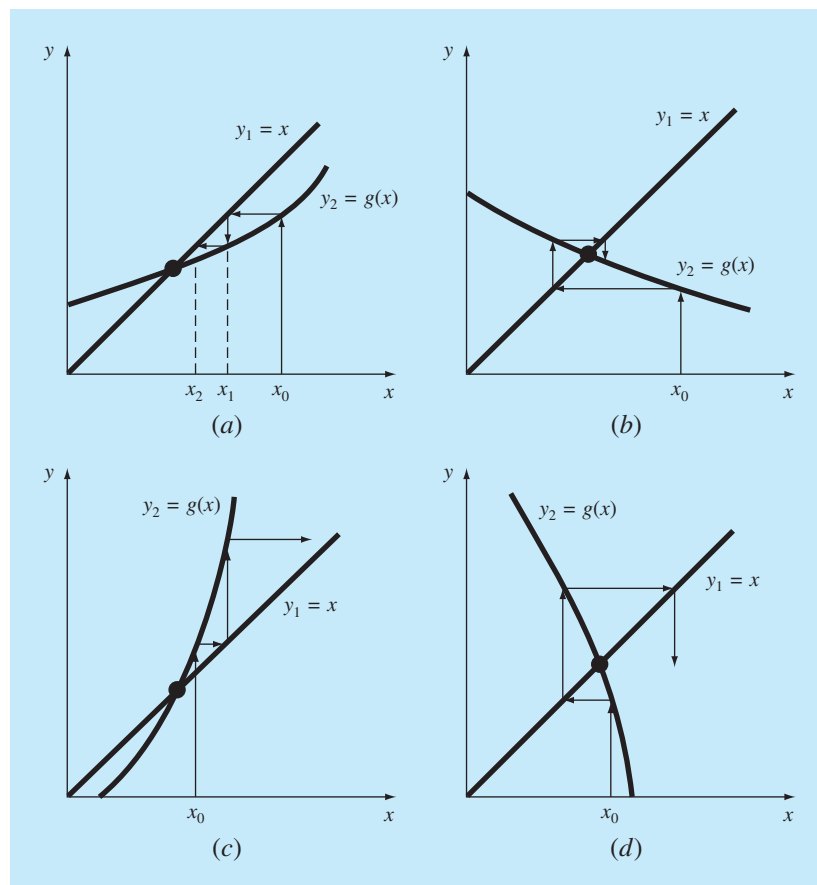 y
y₁ = x
y₂ = g(x)
x₂ x₁ x₀ x
(a)
y
y₁ = x
y₂ = g(x)
x₀ x
(b)
y
y₂ = g(x)
y₁ = x
x₀ x
(c)
y
y₂ = g(x)
y₁ = x
x₀ x
(d)